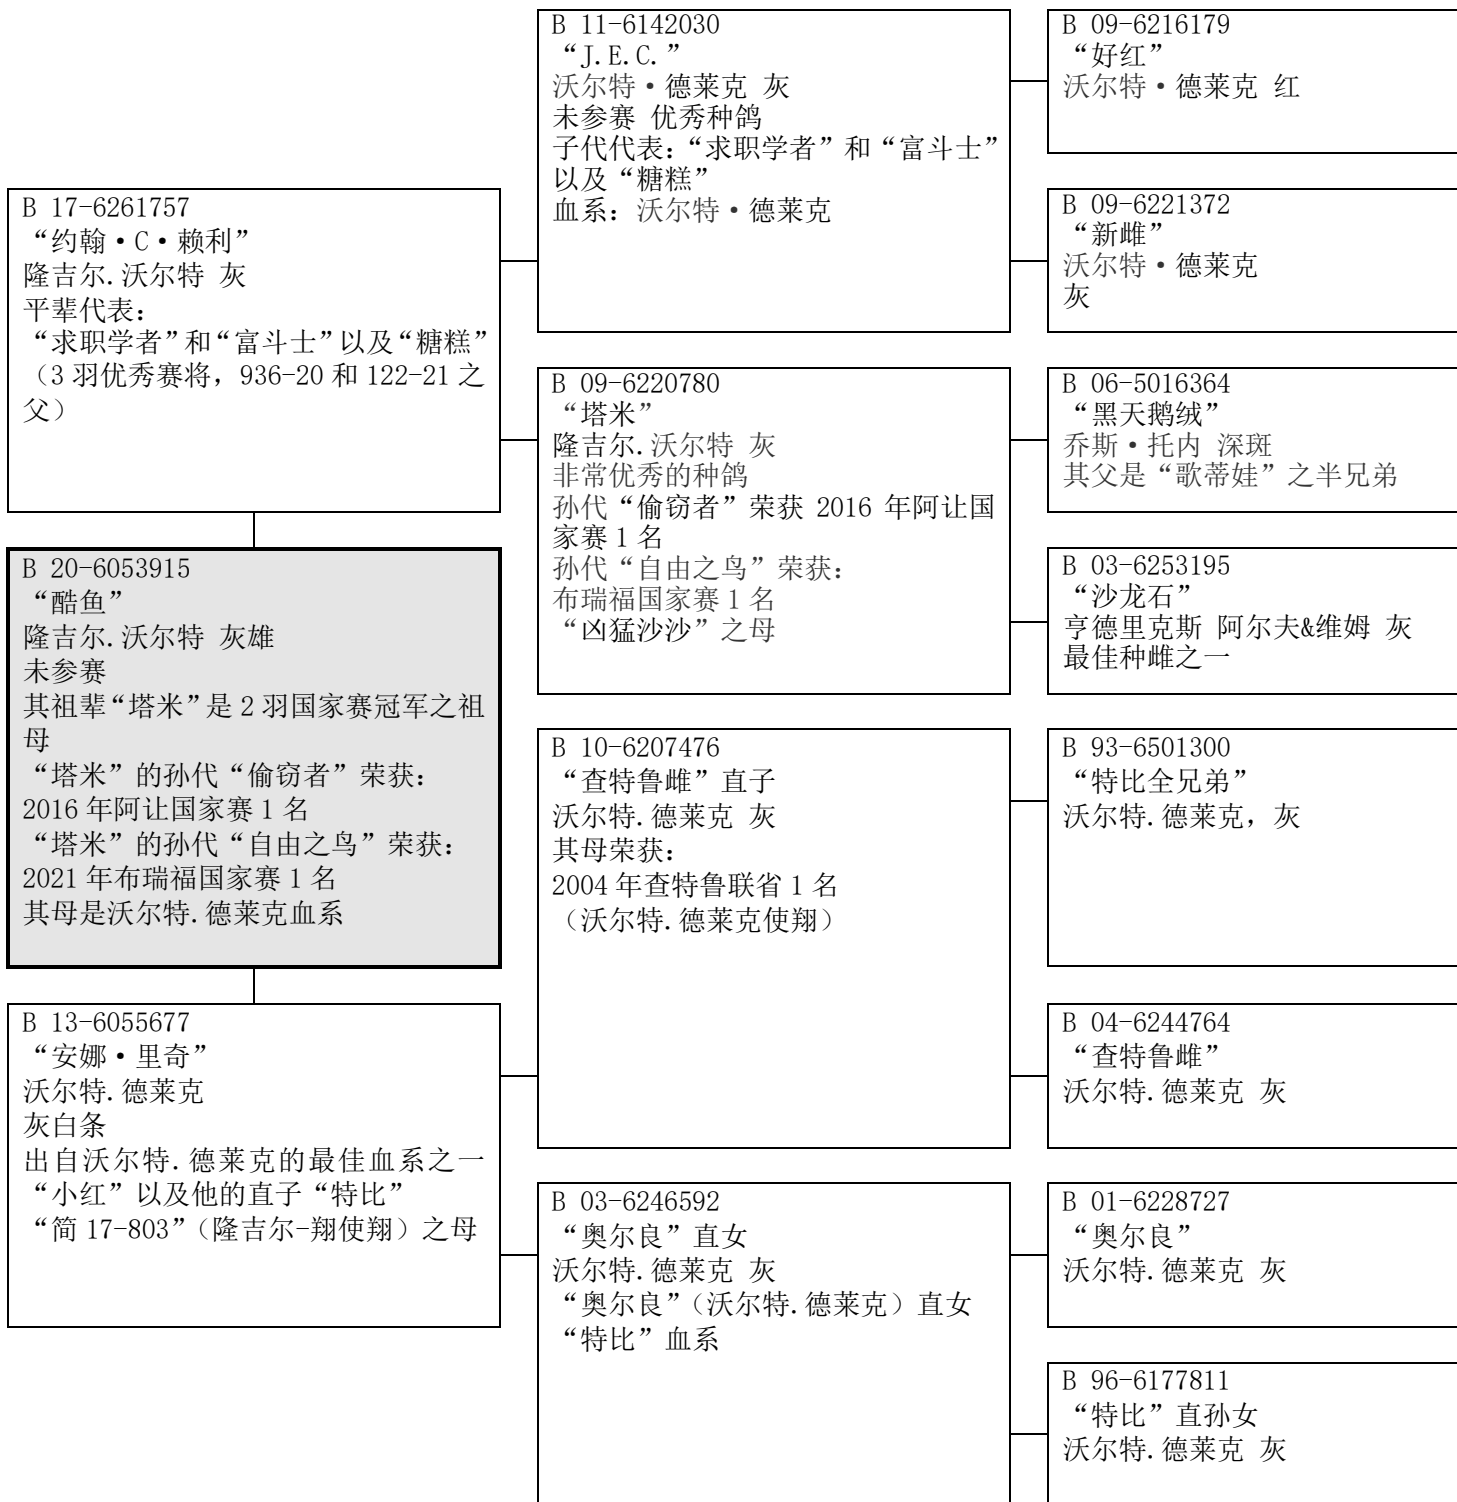 B 17-6261757
“约翰•C•赖利”
隆吉尔.沃尔特 灰
平辈代表：
“求职学者”和“富斗士”以及“糖糕”
（3 羽优秀赛将，936-20 和 122-21 之
父）
B 20-6053915
“酷鱼”
隆吉尔.沃尔特 灰雄
未参赛
其祖辈“塔米”是 2 羽国家赛冠军之祖
母
“塔米”的孙代“偷窃者”荣获：
2016 年阿让国家赛 1 名
“塔米”的孙代“自由之鸟”荣获：
2021 年布瑞福国家赛 1 名
其母是沃尔特.德莱克血系
B 13-6055677
“安娜•里奇”
沃尔特.德莱克
灰白条
出自沃尔特.德莱克的最佳血系之一
“小红”以及他的直子“特比”
“简 17-803”（隆吉尔-翔使翔）之母
B 11-6142030
“J.E.C.”
沃尔特•德莱克 灰
未参赛 优秀种鸽
子代代表：“求职学者”和“富斗士”
以及“糖糕”
血系：沃尔特•德莱克
B 09-6220780
“塔米”
隆吉尔.沃尔特 灰
非常优秀的种鸽
孙代“偷窃者”荣获 2016 年阿让国
家赛 1 名
孙代“自由之鸟”荣获：
布瑞福国家赛 1 名
“凶猛沙沙”之母
B 10-6207476
“查特鲁雌”直子
沃尔特.德莱克 灰
其母荣获：
2004 年查特鲁联省 1 名
（沃尔特.德莱克使翔）
B 03-6246592
“奥尔良”直女
沃尔特.德莱克 灰
“奥尔良”（沃尔特.德莱克）直女
“特比”血系
B 09-6216179
“好红”
沃尔特•德莱克 红
B 09-6221372
“新雌”
沃尔特•德莱克
灰
B 06-5016364
“黑天鹅绒”
乔斯•托内 深斑
其父是“歌蒂娃”之半兄弟
B 03-6253195
“沙龙石”
亨德里克斯 阿尔夫&维姆 灰
最佳种雌之一
B 93-6501300
“特比全兄弟”
沃尔特.德莱克，灰
B 04-6244764
“查特鲁雌”
沃尔特.德莱克 灰
B 01-6228727
“奥尔良”
沃尔特.德莱克 灰
B 96-6177811
“特比”直孙女
沃尔特.德莱克 灰